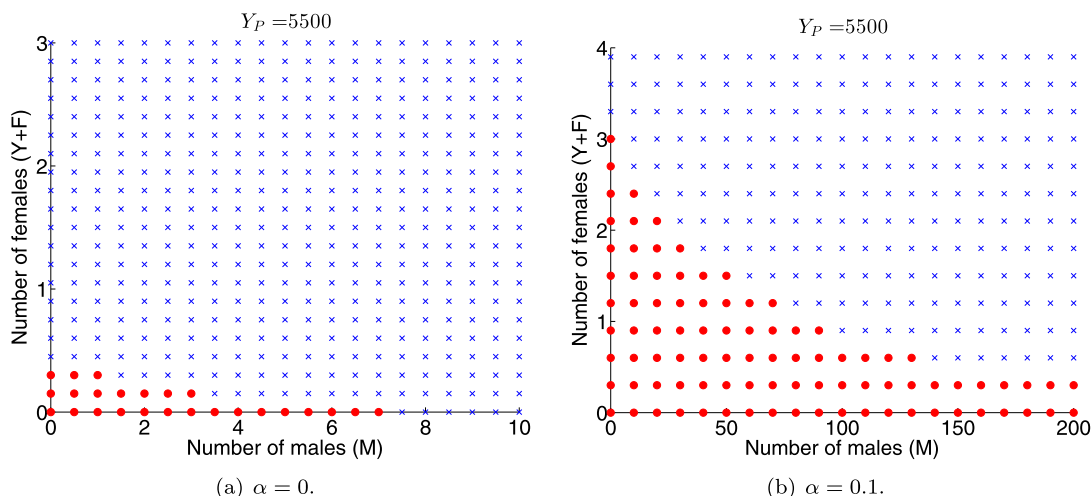 Y_P =5500
3
2
1
0
Number of females (Y+F)
0 2 4 6 8 10
Number of males (M)
(a) α = 0.
Y_P =5500
4
3
2
1
0
Number of females (Y+F)
0 50 100 150 200
Number of males (M)
(b) α = 0.1.